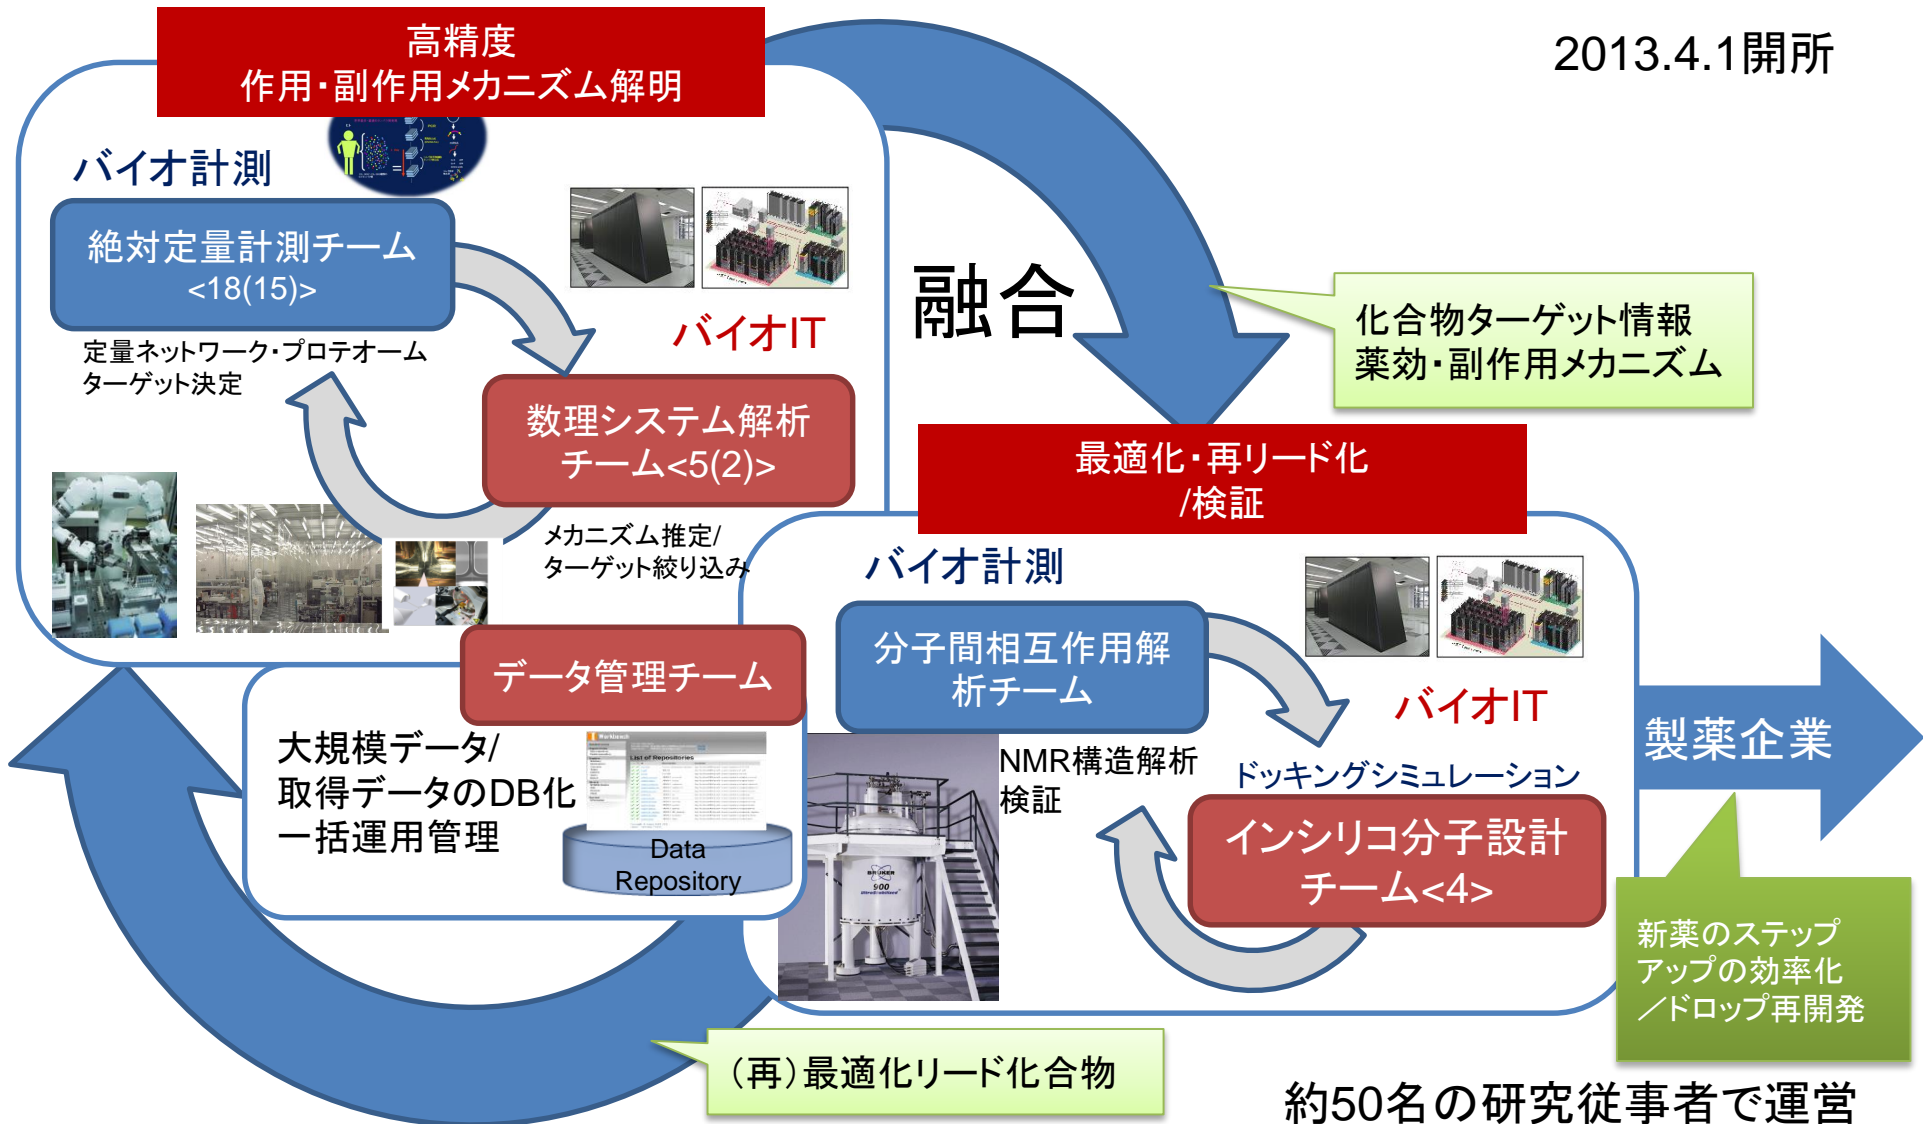 高精度
作用・副作用メカニズム解明
2013.4.1開所
バイオ計測
絶対定量計測チーム
<18(15)>
定量ネットワーク・プロテオーム
ターゲット決定
バイオIT
数理システム解析
チーム<5(2)>
メカニズム推定/
ターゲット絞り込み
融合
化合物ターゲット情報
薬効・副作用メカニズム
最適化・再リード化
/検証
バイオ計測
分子間相互作用解
析チーム
NMR構造解析
検証
バイオIT
ドッキングシミュレーション
インシリコ分子設計
チーム<4>
データ管理チーム
大規模データ/
取得データのDB化
一括運用管理
List of Repositories
Data
Repository
BRUKER
900
製薬企業
新薬のステップ
アップの効率化
／ドロップ再開発
（再）最適化リード化合物
約50名の研究従事者で運営